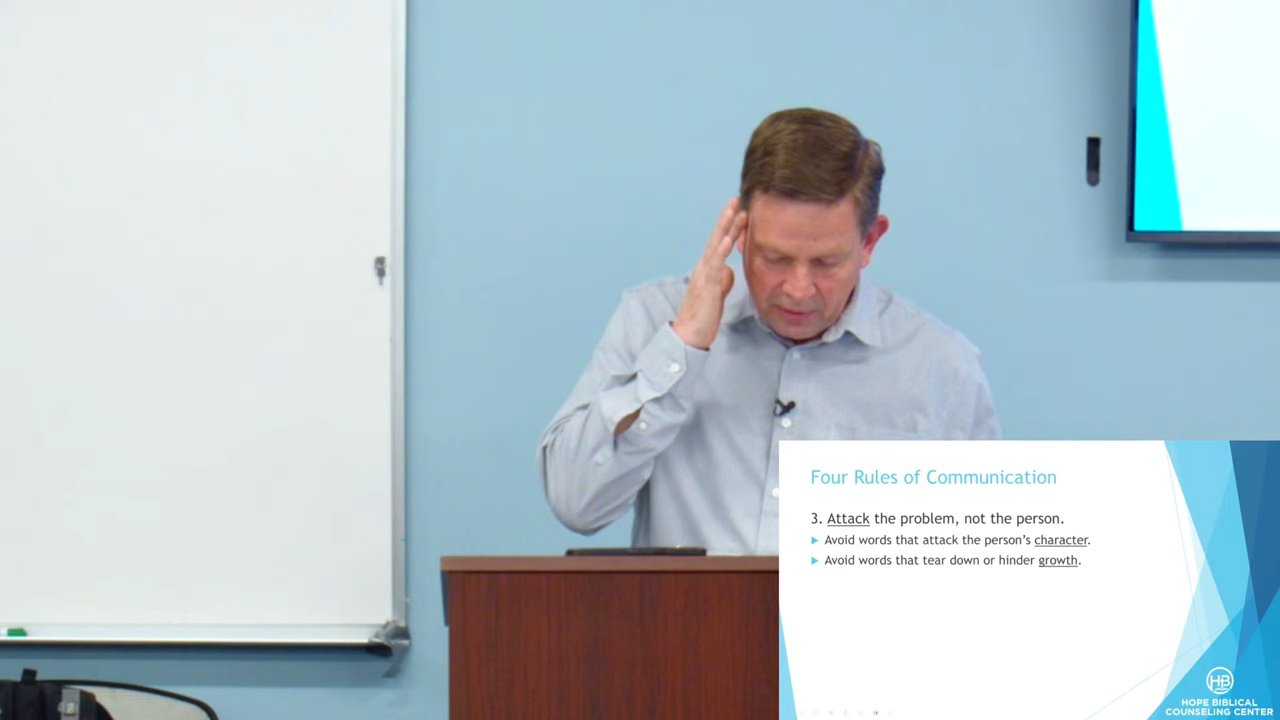 Four Rules of Communication
3. Attack the problem, not the person.
Avoid words that attack the person's character.
Avoid words that tear down or hinder growth.
HB
HOPE BIBLICAL
COUNSELING CENTER